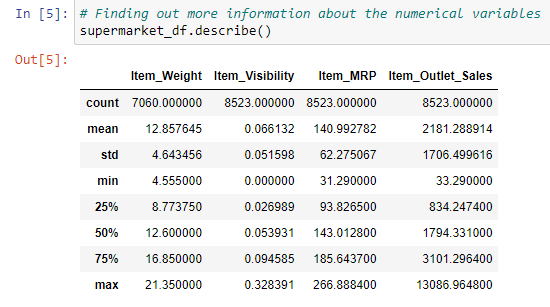 In [5]: # Finding out more information about the numerical variables
supermarket_df.describe()
Out[5]:
Item_Weight Item_Visibility Item_MRP Item_Outlet_Sales
count 7060.000000 8523.000000 8523.000000 8523.000000
mean 12.857645 0.066132 140.992782 2181.288914
std 4.643456 0.051598 62.275067 1706.499616
min 4.555000 0.000000 31.290000 33.290000
25% 8.773750 0.026989 93.826500 834.247400
50% 12.600000 0.053931 143.012800 1794.331000
75% 16.850000 0.094585 185.643700 3101.296400
max 21.350000 0.328391 266.888400 13086.964800